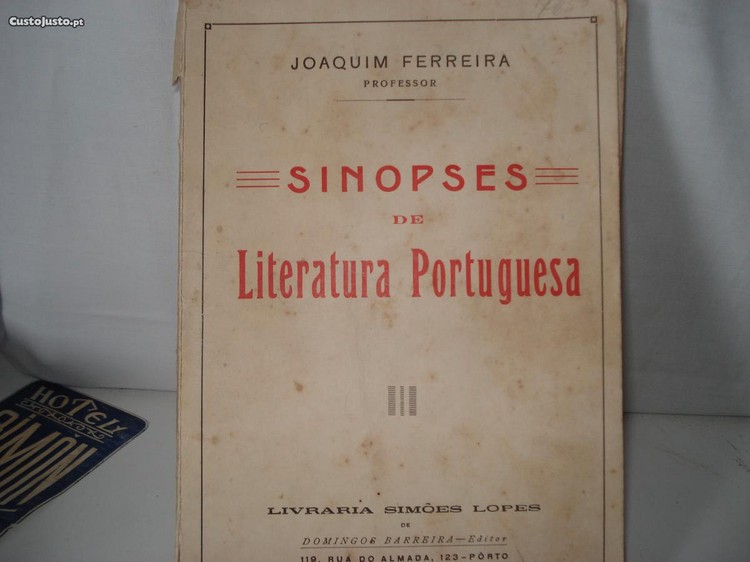 CustoJusto.pt
JOAQUIM FERREIRA
PROFESSOR
SINOPSES
DE
Literatura Portuguesa
LIVRARIA SIMÕES LOPES
DE
DOMINGOS BARREIRA—Editor
119, RUA DO ALMADA, 123-PÔRTO
HOTEL